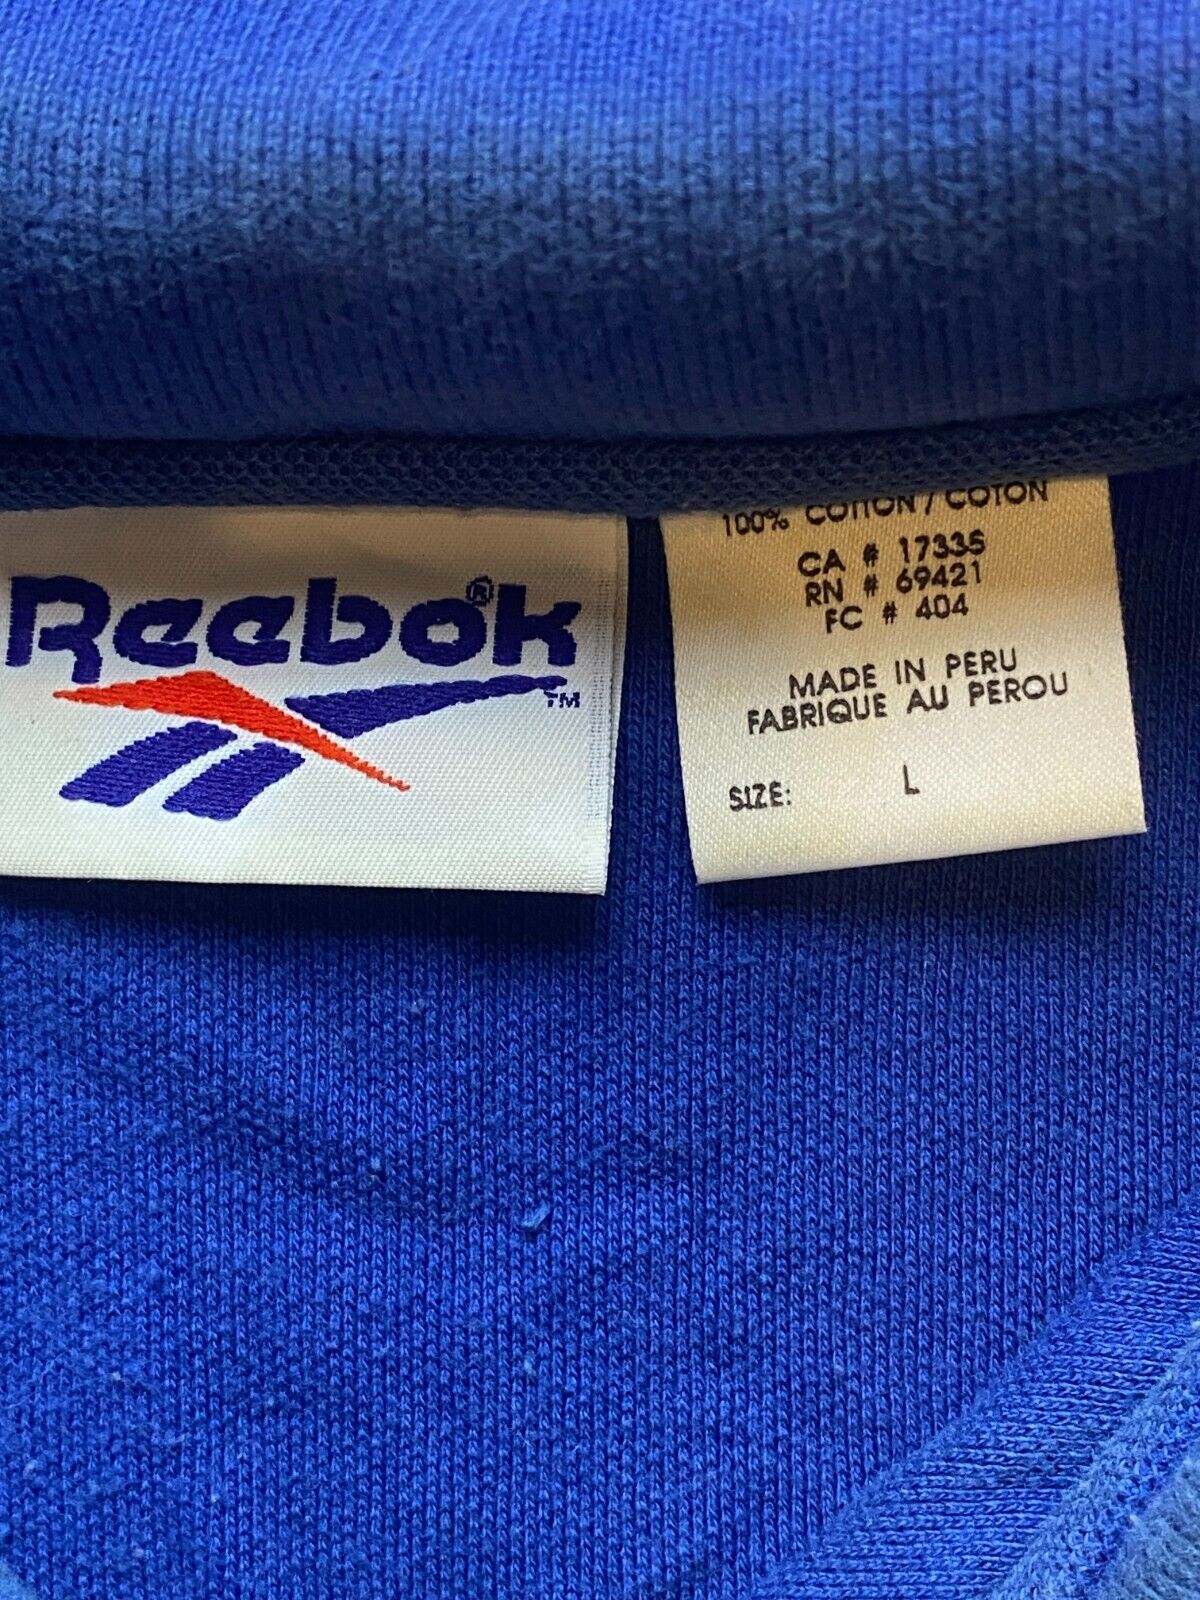 Reebok®
TM
100% COTTON / COTON
CA # 17335
RN # 69421
FC # 404
MADE IN PERU
FABRIQUE AU PEROU
SIZE: L